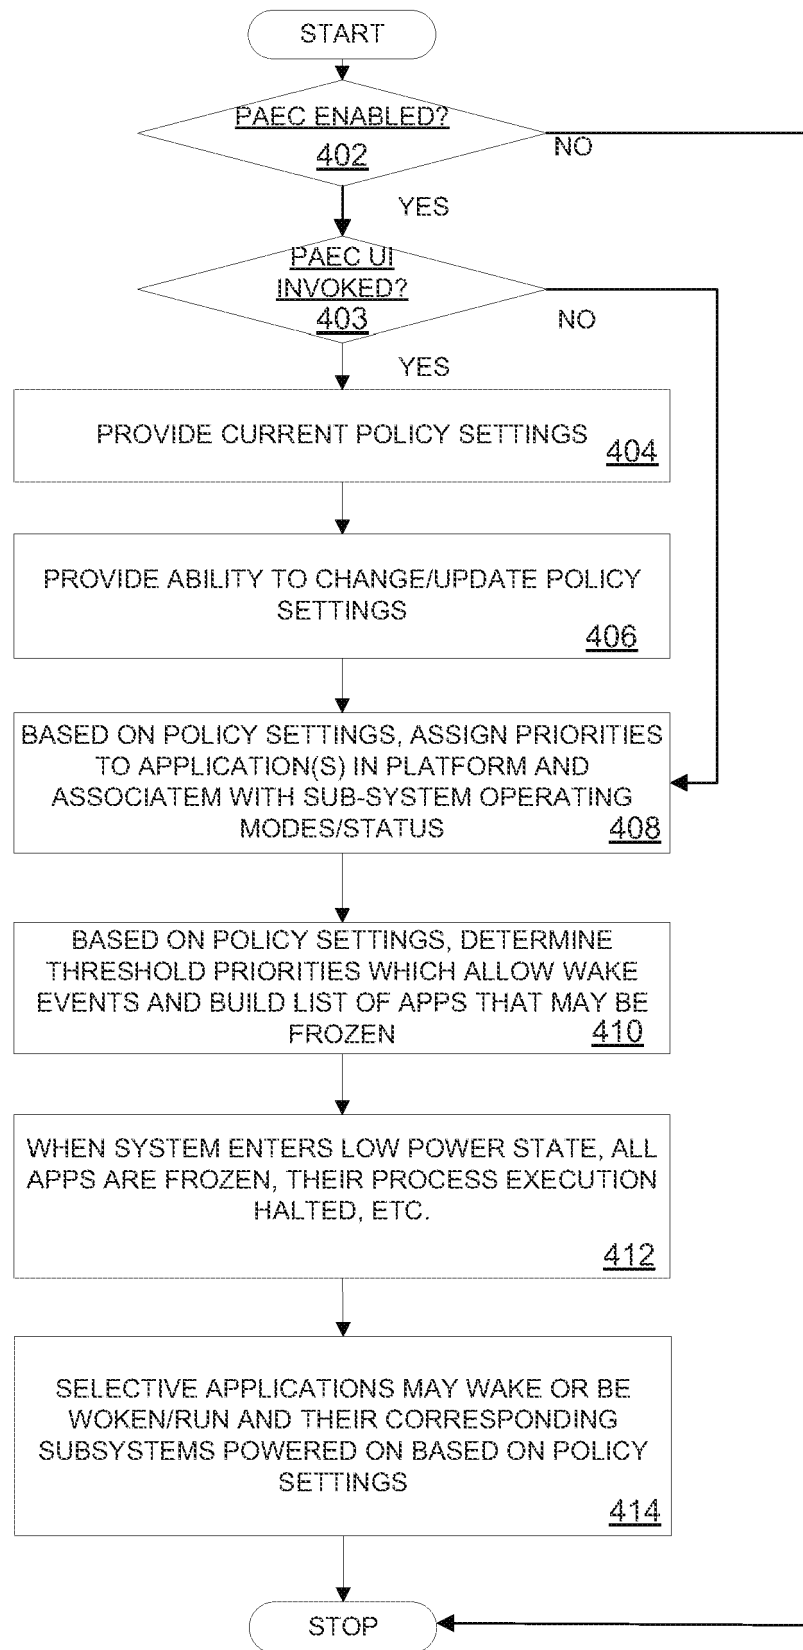 START
PAEC ENABLED?
402
NO
YES
PAEC UI
INVOKED?
403
NO
YES
PROVIDE CURRENT POLICY SETTINGS
404
PROVIDE ABILITY TO CHANGE/UPDATE POLICY
SETTINGS
406
BASED ON POLICY SETTINGS, ASSIGN PRIORITIES
TO APPLICATION(S) IN PLATFORM AND
ASSOCIATEM WITH SUB-SYSTEM OPERATING
MODES/STATUS
408
BASED ON POLICY SETTINGS, DETERMINE
THRESHOLD PRIORITIES WHICH ALLOW WAKE
EVENTS AND BUILD LIST OF APPS THAT MAY BE
FROZEN
410
WHEN SYSTEM ENTERS LOW POWER STATE, ALL
APPS ARE FROZEN, THEIR PROCESS EXECUTION
HALTED, ETC.
412
SELECTIVE APPLICATIONS MAY WAKE OR BE
WOKEN/RUN AND THEIR CORRESPONDING
SUBSYSTEMS POWERED ON BASED ON POLICY
SETTINGS
414
STOP